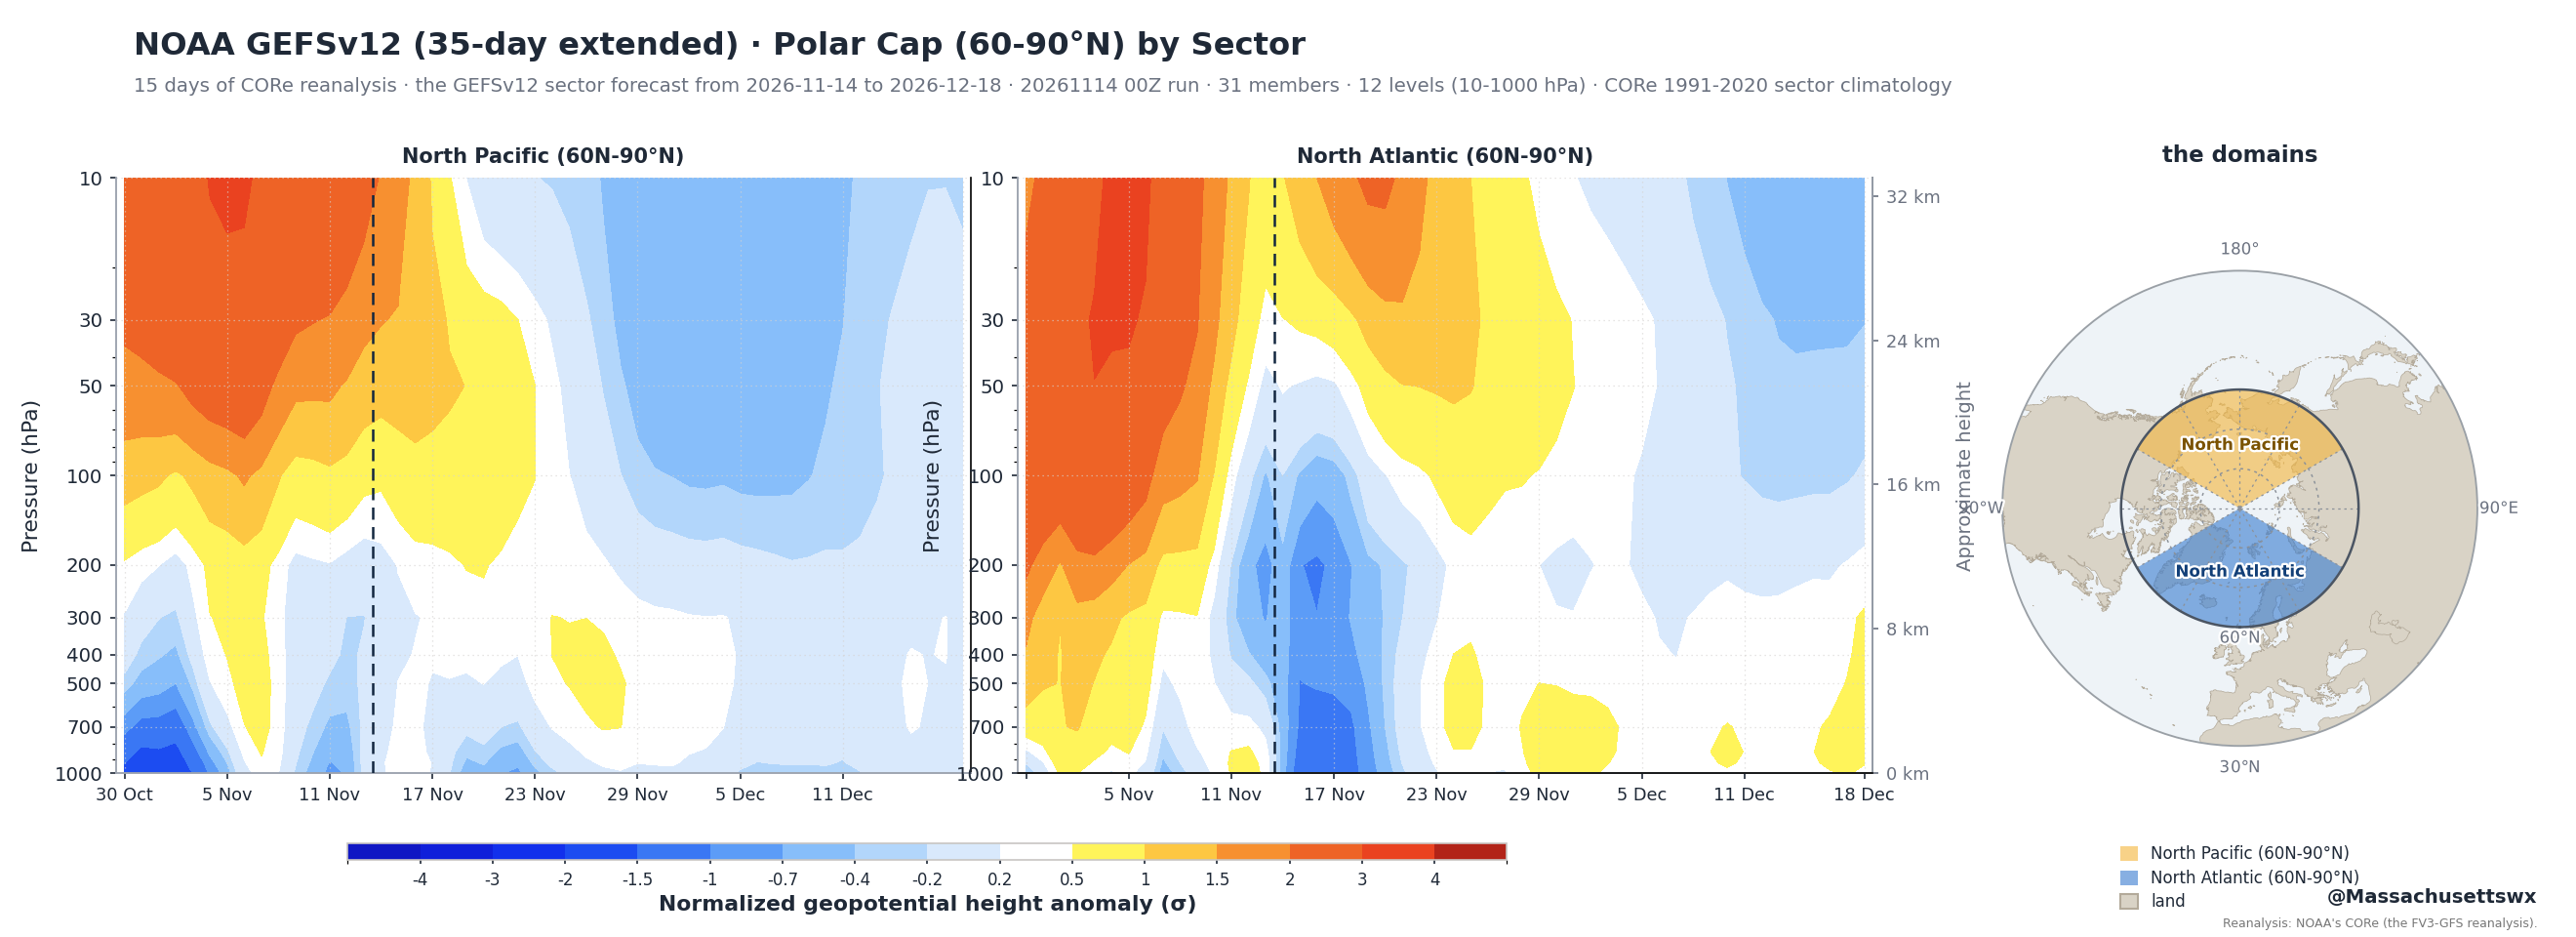 NOAA GEFSv12 (35-day extended) · Polar Cap (60-90°N) by Sector
15 days of CORe reanalysis · the GEFSv12 sector forecast from 2026-11-14 to 2026-12-18 · 20261114 00Z run · 31 members · 12 levels (10-1000 hPa) · CORe 1991-2020 sector climatology
North Pacific (60N-90°N)
Pressure (hPa)
10
30
50
100
200
300
400
500
700
1000
30 Oct 5 Nov 11 Nov 17 Nov 23 Nov 29 Nov 5 Dec 11 Dec
North Atlantic (60N-90°N)
Pressure (hPa)
10
30
50
100
200
300
400
500
700
1000
5 Nov 11 Nov 17 Nov 23 Nov 29 Nov 5 Dec 11 Dec 18 Dec
32 km
24 km
16 km
8 km
0 km
Approximate height
the domains
180°
90°W
90°E
North Pacific
North Atlantic
60°N
30°N
-4 -3 -2 -1.5 -1 -0.7 -0.4 -0.2 0.2 0.5 1 1.5 2 3 4
Normalized geopotential height anomaly (σ)
North Pacific (60N-90°N)
North Atlantic (60N-90°N)
land
@Massachusettswx
Reanalysis: NOAA's CORe (the FV3-GFS reanalysis).